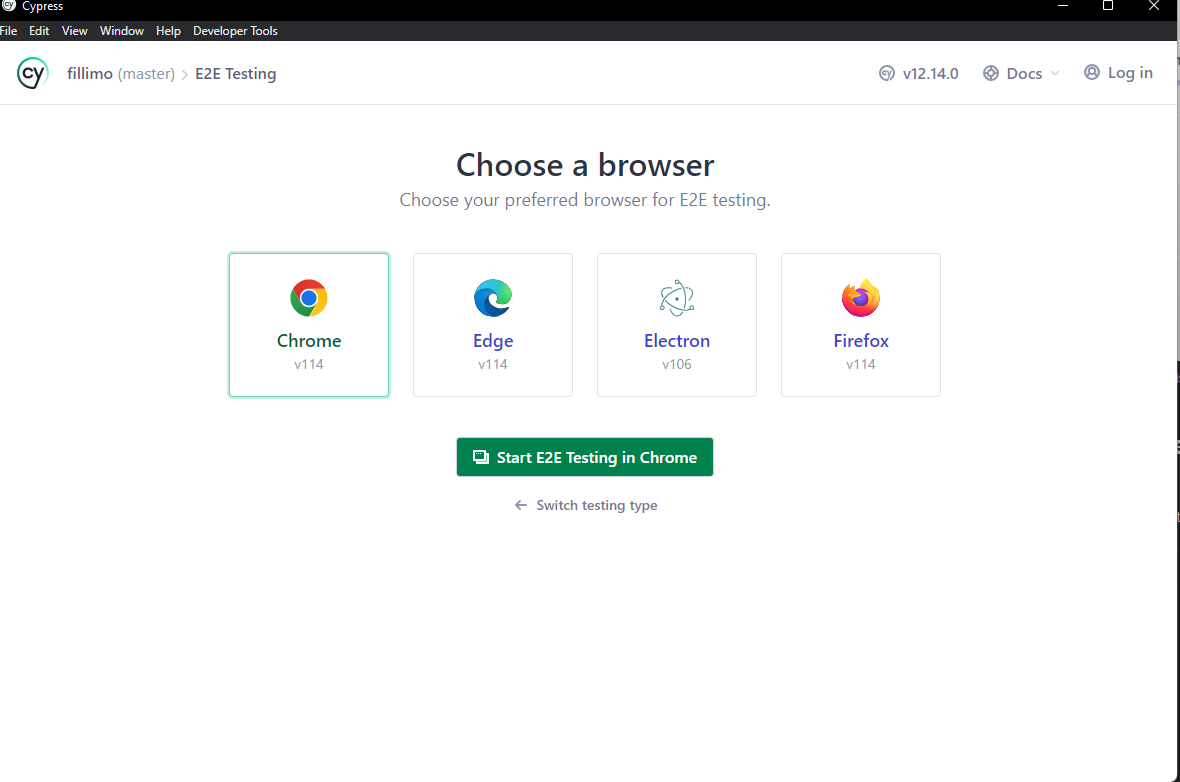 Cypress
File Edit View Window Help Developer Tools
cy fillimo (master) > E2E Testing v12.14.0 Docs Log in
Choose a browser
Choose your preferred browser for E2E testing.
Chrome Edge Electron Firefox
v114 v114 v106 v114
Start E2E Testing in Chrome
← Switch testing type